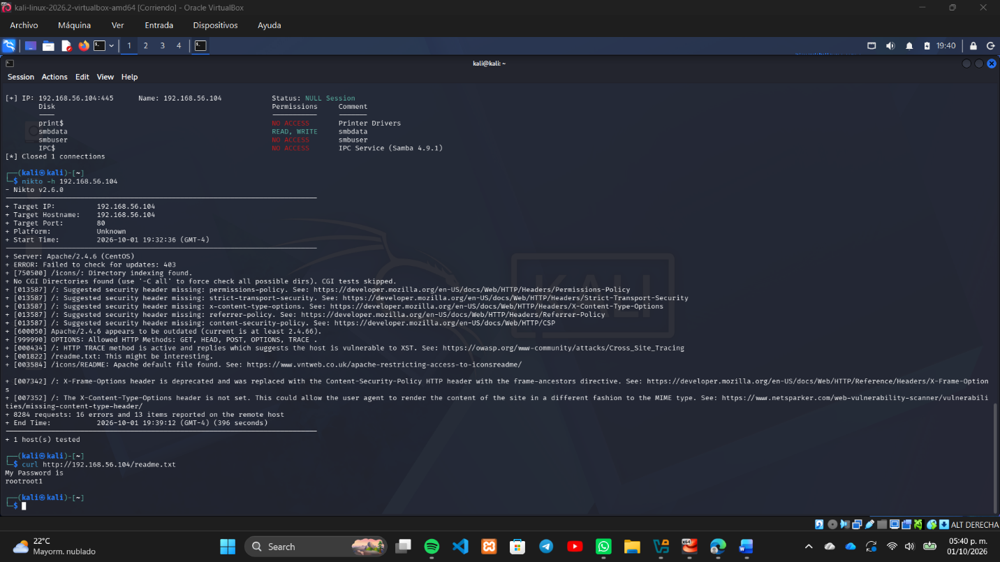 kali-linux-2026.2-virtualbox-amd64 [Corriendo] - Oracle VirtualBox
Archivo Máquina Ver Entrada Dispositivos Ayuda
1 2 3 4 19:40
kali@kali: ~
Session Actions Edit View Help
[+] IP: 192.168.56.104:445 Name: 192.168.56.104 Status: NULL Session
Disk Permissions Comment
---- ----------- -------
print$ NO ACCESS Printer Drivers
smbdata READ, WRITE smbdata
smbuser NO ACCESS smbuser
IPC$ NO ACCESS IPC Service (Samba 4.9.1)
[*] Closed 1 connections
┌──(kali㉿kali)-[~]
└─$ nikto -h 192.168.56.104
- Nikto v2.6.0
+ Target IP: 192.168.56.104
+ Target Hostname: 192.168.56.104
+ Target Port: 80
+ Platform: Unknown
+ Start Time: 2026-10-01 19:32:36 (GMT-4)
+ Server: Apache/2.4.6 (CentOS)
+ ERROR: Failed to check for updates: 403
+ [750500] /icons/: Directory indexing found.
+ No CGI Directories found (use '-C all' to force check all possible dirs). CGI tests skipped.
+ [013587] /: Suggested security header missing: permissions-policy. See: https://developer.mozilla.org/en-US/docs/Web/HTTP/Headers/Permissions-Policy
+ [013587] /: Suggested security header missing: strict-transport-security. See: https://developer.mozilla.org/en-US/docs/Web/HTTP/Headers/Strict-Transport-Security
+ [013587] /: Suggested security header missing: x-content-type-options. See: https://developer.mozilla.org/en-US/docs/Web/HTTP/Headers/X-Content-Type-Options
+ [013587] /: Suggested security header missing: referrer-policy. See: https://developer.mozilla.org/en-US/docs/Web/HTTP/Headers/Referrer-Policy
+ [013587] /: Suggested security header missing: content-security-policy. See: https://developer.mozilla.org/en-US/docs/Web/HTTP/CSP
+ [600050] Apache/2.4.6 appears to be outdated (current is at least 2.4.66).
+ [999990] OPTIONS: Allowed HTTP Methods: GET, HEAD, POST, OPTIONS, TRACE .
+ [000434] /: HTTP TRACE method is active and replies which suggests the host is vulnerable to XST. See: https://owasp.org/www-community/attacks/Cross_Site_Tracing
+ [001822] /readme.txt: This might be interesting.
+ [003584] /icons/README: Apache default file found. See: https://www.vntweb.co.uk/apache-restricting-access-to-iconsreadme/
+ [007342] /: X-Frame-Options header is deprecated and was replaced with the Content-Security-Policy HTTP header with the frame-ancestors directive. See: https://developer.mozilla.org/en-US/docs/Web/HTTP/Reference/Headers/X-Frame-Option
s
+ [007352] /: The X-Content-Type-Options header is not set. This could allow the user agent to render the content of the site in a different fashion to the MIME type. See: https://www.netsparker.com/web-vulnerability-scanner/vulnerabili
ties/missing-content-type-header/
+ 8284 requests: 16 errors and 13 items reported on the remote host
+ End Time: 2026-10-01 19:39:12 (GMT-4) (396 seconds)
+ 1 host(s) tested
┌──(kali㉿kali)-[~]
└─$ curl http://192.168.56.104/readme.txt
My Password is
rootroot1
┌──(kali㉿kali)-[~]
└─$
KALI
ALT DERECHA
22°C
Mayorm. nublado
Search
05:40 p. m.
01/10/2026